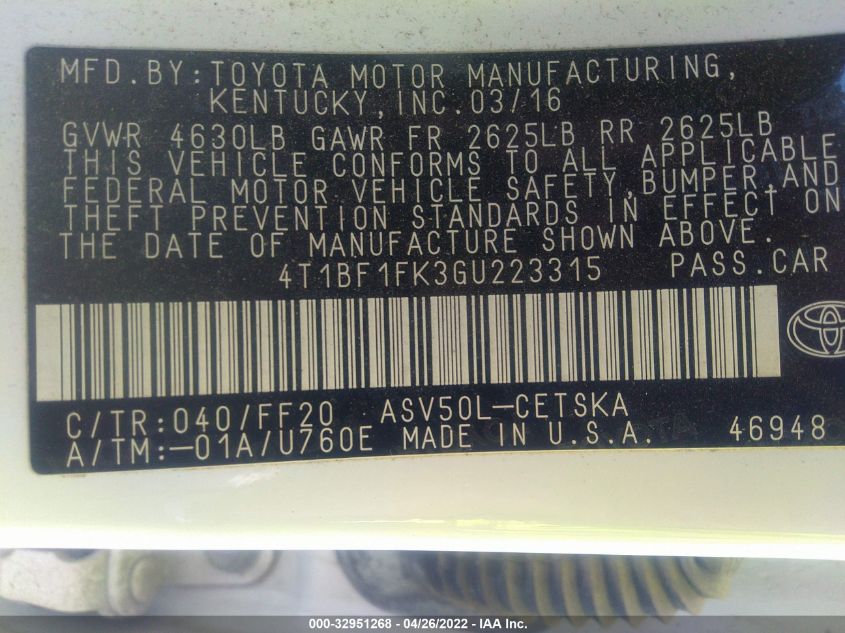 MFD.BY:TOYOTA MOTOR MANUFACTURING,
KENTUCKY,INC.03/16
GVWR 4630LB GAWR FR 2625LB RR 2625LB
THIS VEHICLE CONFORMS TO ALL APPLICABLE
FEDERAL MOTOR VEHICLE SAFETY,BUMPER,AND
THEFT PREVENTION STANDARDS IN EFFECT ON
THE DATE OF MANUFACTURE SHOWN ABOVE.
4T1BF1FK3GU223315 PASS.CAR
C/TR:040/FF20 ASV50L-CETSKA
A/TM:-01A/U760E MADE IN U.S.A. 46948
000-32951268 - 04/26/2022 - IAA Inc.